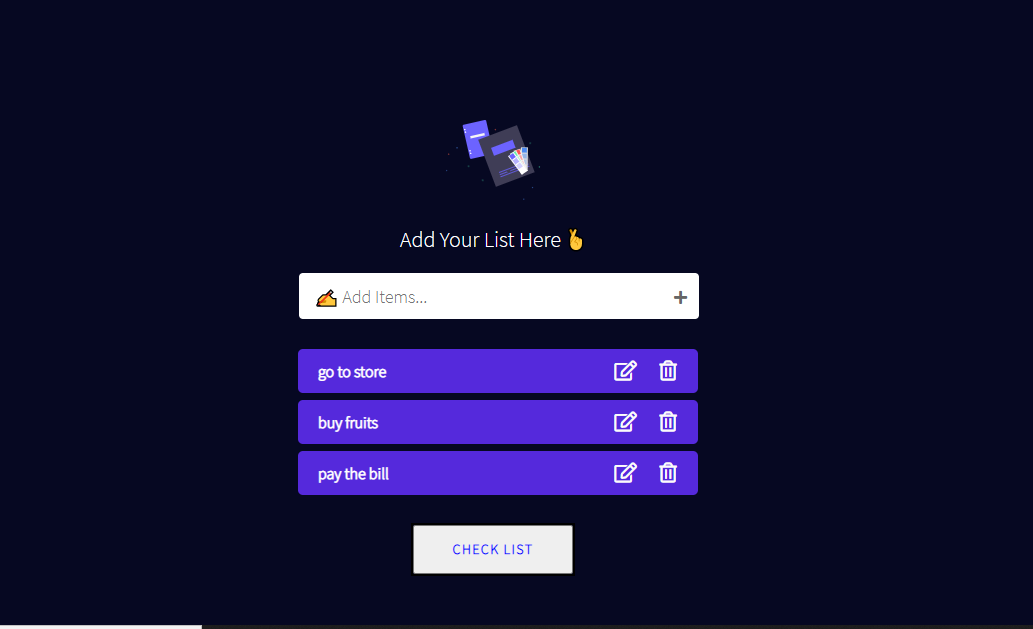 Add Your List Here 🤞
✍ Add Items...
go to store
buy fruits
pay the bill
CHECK LIST